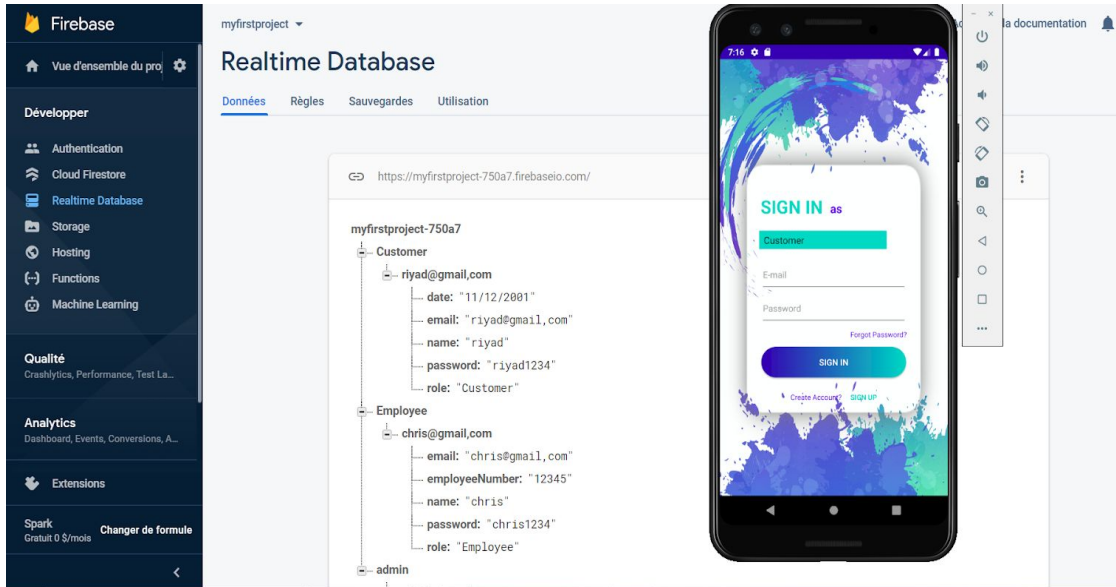 Firebase
Vue d'ensemble du proj
Développer
Authentication
Cloud Firestore
Realtime Database
Storage
Hosting
Functions
Machine Learning
Qualité
Crashlytics, Performance, Test La...
Analytics
Dashboard, Events, Conversions, A...
Extensions
Spark
Gratuit 0 $/mois
Changer de formule
myfirstproject
la documentation
Realtime Database
Données Règles Sauvegardes Utilisation
https://myfirstproject-750a7.firebaseio.com/
myfirstproject-750a7
Customer
riyad@gmail,com
date: "11/12/2001"
email: "riyad@gmail,com"
name: "riyad"
password: "riyad1234"
role: "Customer"
Employee
chris@gmail,com
email: "chris@gmail,com"
employeeNumber: "12345"
name: "chris"
password: "chris1234"
role: "Employee"
admin
7:16
SIGN IN as
Customer
E-mail
Password
Forgot Password?
SIGN IN
Create Account? SIGN UP